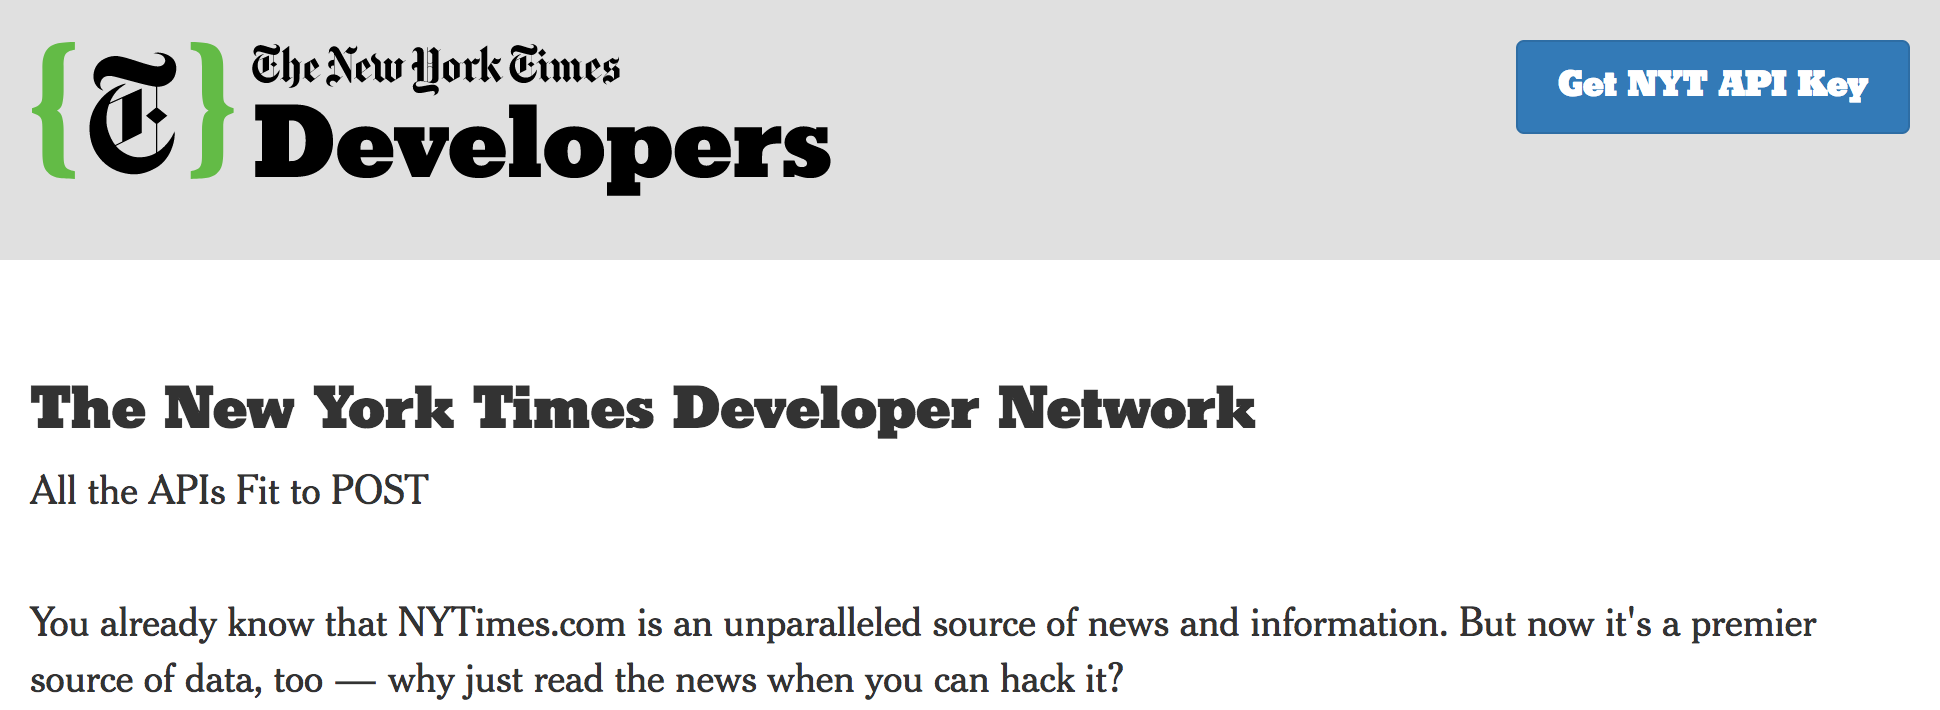 {T} The New York Times
Developers
Get NYT API Key
The New York Times Developer Network
All the APIs Fit to POST
You already know that NYTimes.com is an unparalleled source of news and information. But now it's a premier
source of data, too — why just read the news when you can hack it?